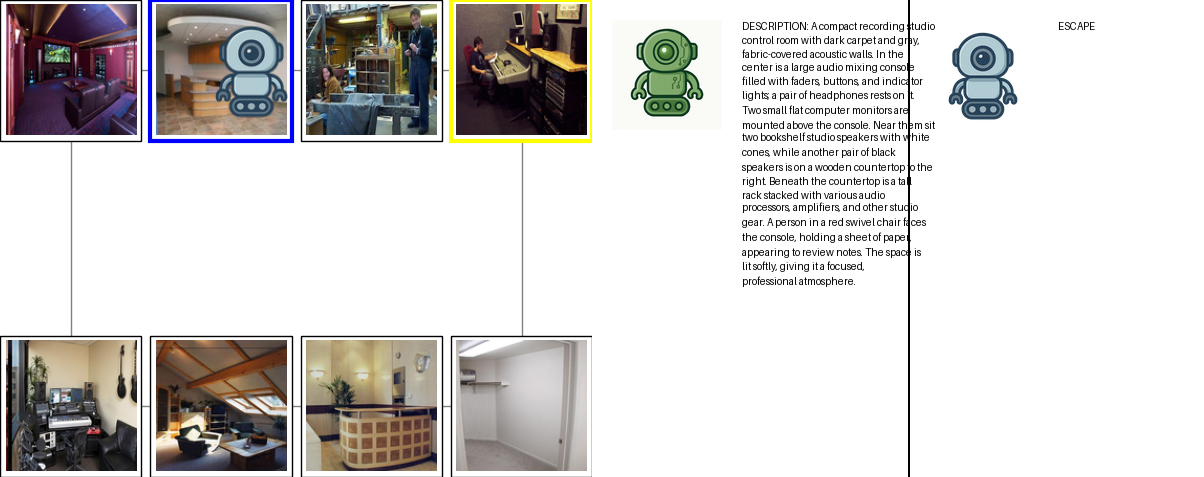 DESCRIPTION: A compact recording studio
control room with dark carpet and gray,
fabric-covered acoustic walls. In the
center is a large audio mixing console
filled with faders, buttons, and indicator
lights; a pair of headphones rests on it.
Two small flat computer monitors are
mounted above the console. Near them sit
two bookshelf studio speakers with white
cones, while another pair of black
speakers is on a wooden countertop to the
right. Beneath the countertop is a tall
rack stacked with various audio
processors, amplifiers, and other studio
gear. A person in a red swivel chair faces
the console, holding a sheet of paper,
appearing to review notes. The space is
lit softly, giving it a focused,
professional atmosphere.
ESCAPE